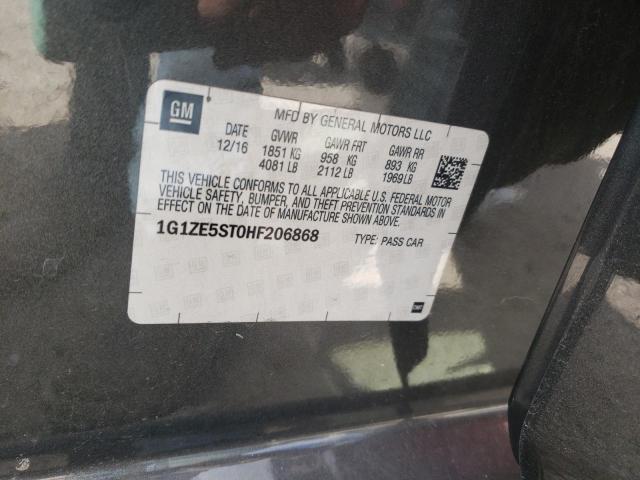 GM
MFD BY GENERAL MOTORS LLC
DATE GVWR GAWR FRT GAWR RR
12/16 1851 KG 958 KG 893 KG
4081 LB 2112 LB 1969 LB
THIS VEHICLE CONFORMS TO ALL APPLICABLE U.S. FEDERAL MOTOR
VEHICLE SAFETY, BUMPER, AND THEFT PREVENTION STANDARDS IN
EFFECT ON THE DATE OF MANUFACTURE SHOWN ABOVE.
1G1ZE5ST0HF206868 TYPE: PASS CAR